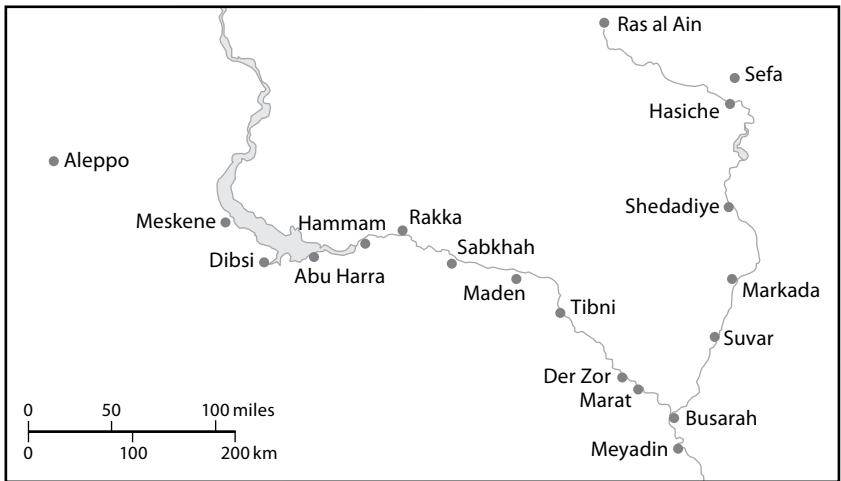 Ras al Ain
Sefa
Hasiche
Aleppo
Shedadiye
Meskene
Hammam
Rakka
Sabkhah
Dibsi
Abu Harra
Maden
Markada
Tibni
Suvar
Der Zor
Marat
Busarah
Meyadin
0 50 100 miles
0 100 200 km